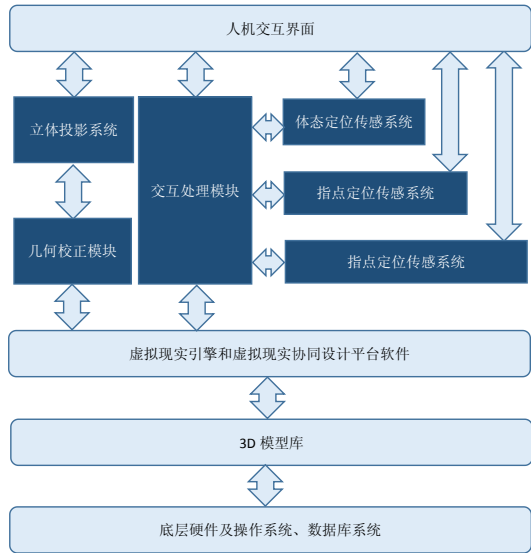 人机交互界面
立体投影系统
交互处理模块
体态定位传感系统
指点定位传感系统
几何校正模块
指点定位传感系统
虚拟现实引擎和虚拟现实协同设计平台软件
3D 模型库
底层硬件及操作系统、数据库系统